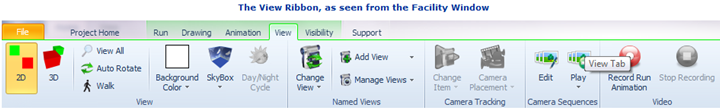 The View Ribbon, as seen from the Facility Window
File Project Home Run Drawing Animation View Visibility Support
2D
3D
View All
Auto Rotate
Walk
Background Color
SkyBox
Day/Night Cycle
View
Change View
Add View
Manage Views
Named Views
Change Item
Camera Placement
Camera Tracking
Edit
Play
View Tab
Camera Sequences
Record Run Animation
Stop Recording
Video